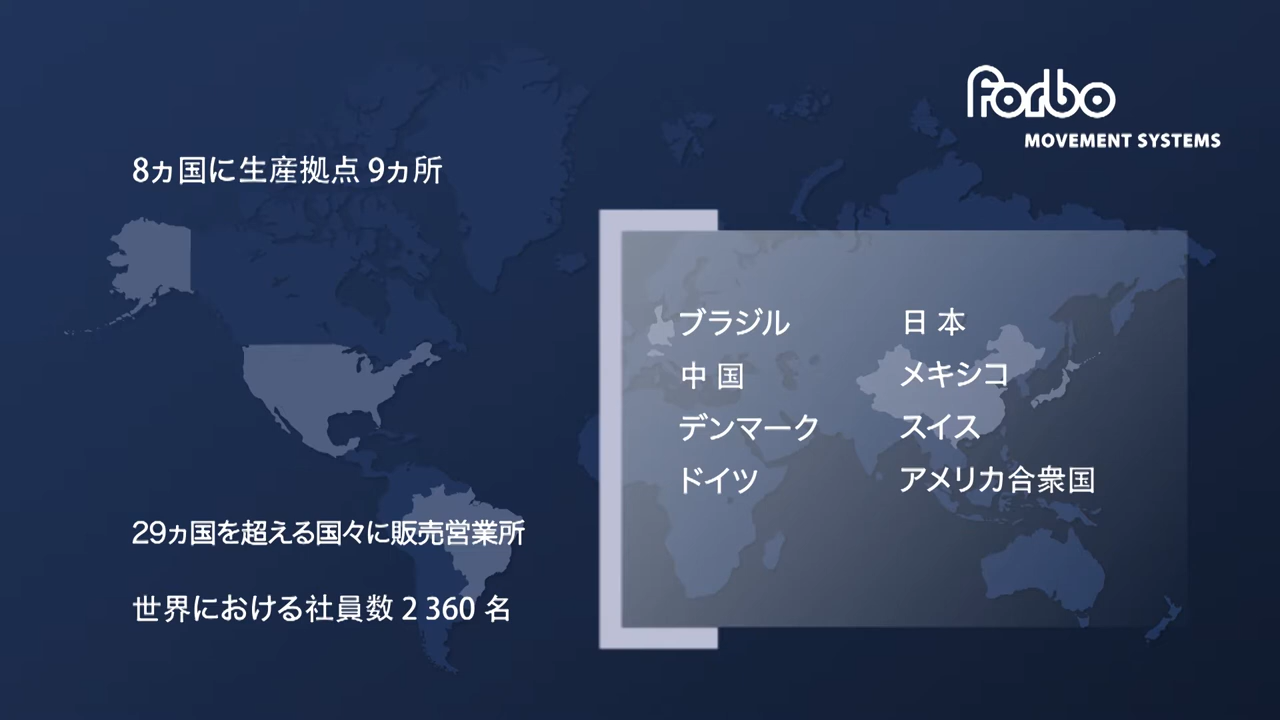 forbo
MOVEMENT SYSTEMS
8ヵ国に生産拠点 9ヵ所
ブラジル
中 国
デンマーク
ドイツ
日 本
メキシコ
スイス
アメリカ合衆国
29ヵ国を超える国々に販売営業所
世界における社員数 2 360 名